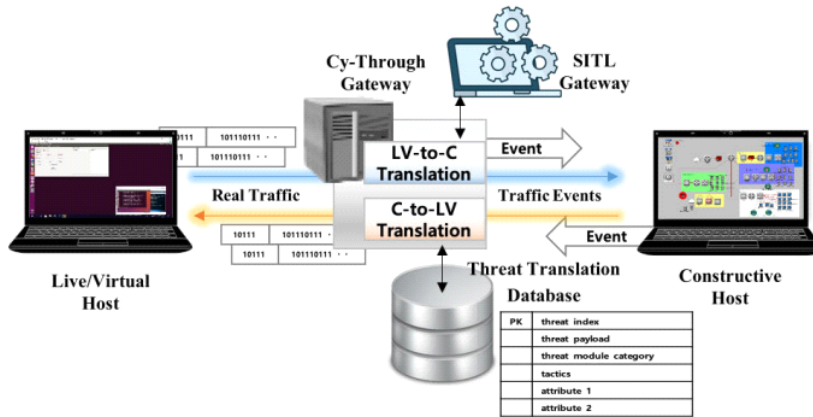 Cy-Through
Gateway
SITL
Gateway
10111 101110111 · ·
101110111 · ·
LV-to-C
Translation
Event
Real Traffic
Traffic Events
C-to-LV
Translation
Event
10111 101110111 · ·
10111 101110111 · ·
Live/Virtual
Host
Threat Translation
Database
Constructive
Host
PK threat index
threat payload
threat module category
tactics
attribute 1
attribute 2